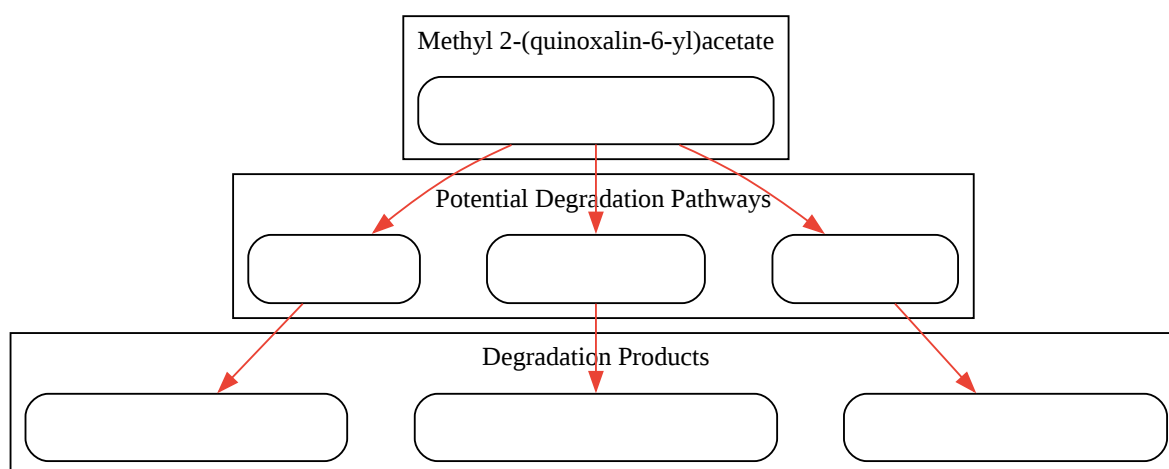 Methyl 2-(quinoxalin-6-yl)acetate
Potential Degradation Pathways
Degradation Products